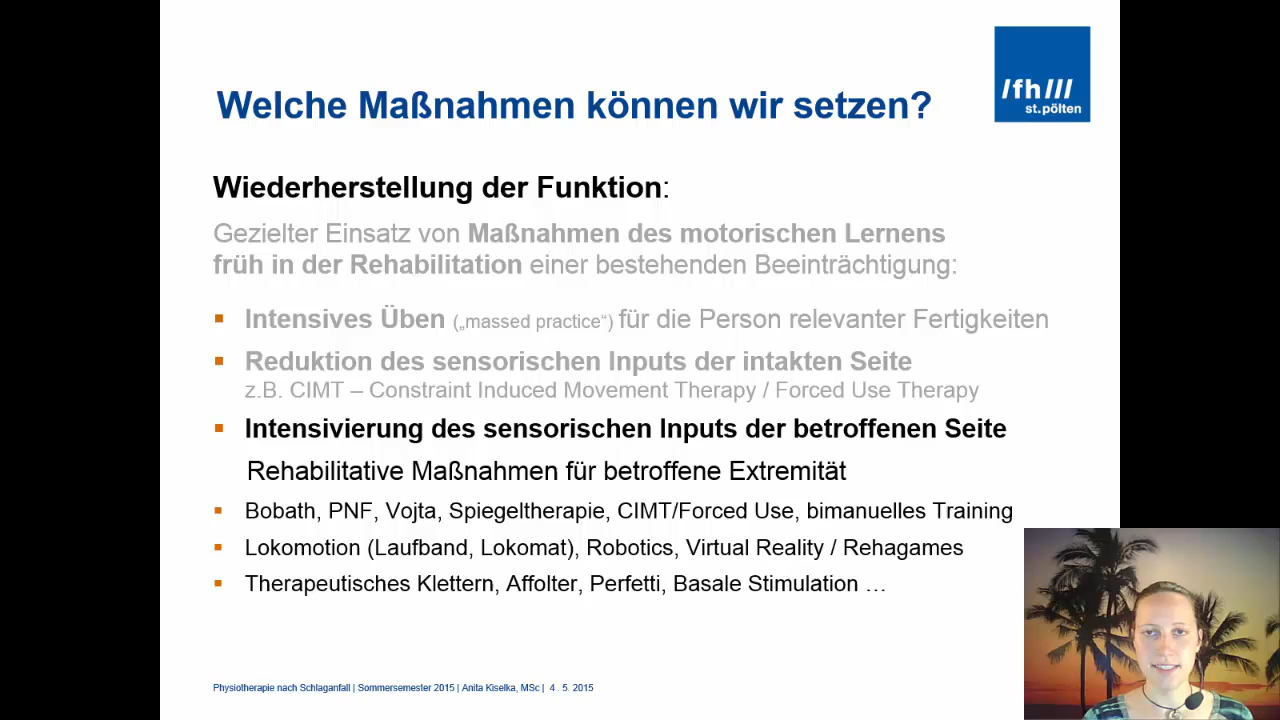 /fh///
st.pölten
Welche Maßnahmen können wir setzen?
Wiederherstellung der Funktion:
Gezielter Einsatz von Maßnahmen des motorischen Lernens
früh in der Rehabilitation einer bestehenden Beeinträchtigung:
Intensives Üben („massed practice“) für die Person relevanter Fertigkeiten
Reduktion des sensorischen Inputs der intakten Seite
z.B. CIMT – Constraint Induced Movement Therapy / Forced Use Therapy
Intensivierung des sensorischen Inputs der betroffenen Seite
Rehabilitative Maßnahmen für betroffene Extremität
Bobath, PNF, Vojta, Spiegeltherapie, CIMT/Forced Use, bimanuelles Training
Lokomotion (Laufband, Lokomat), Robotics, Virtual Reality / Rehagames
Therapeutisches Klettern, Affolter, Perfetti, Basale Stimulation …
Physiotherapie nach Schlaganfall | Sommersemester 2015 | Anita Kiselka, MSc | 4 . 5. 2015